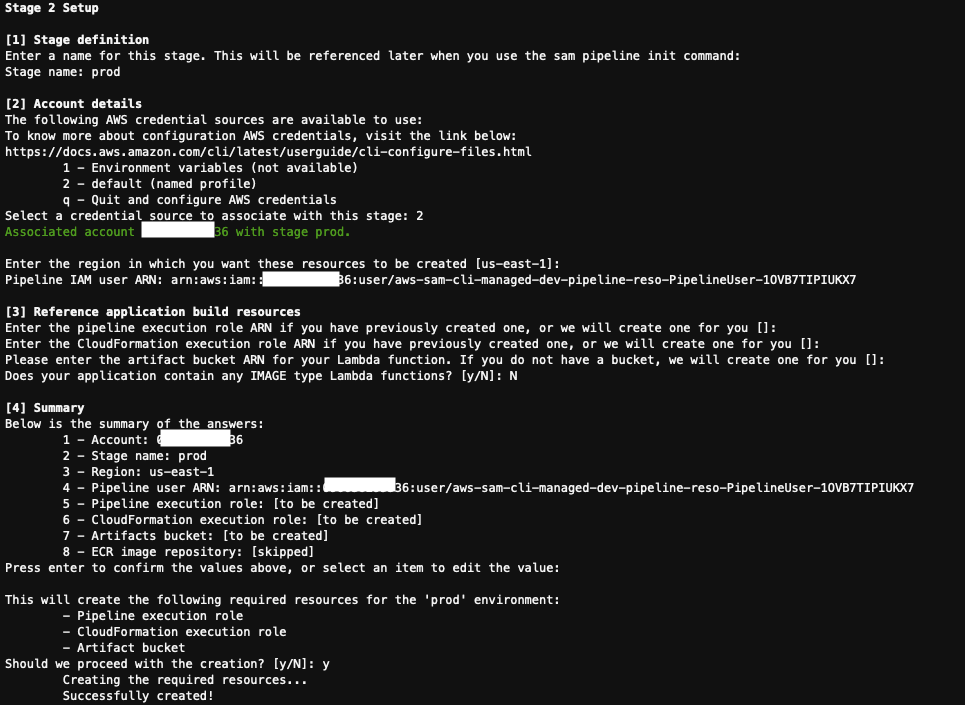 Stage 2 Setup
[1] Stage definition
Enter a name for this stage. This will be referenced later when you use the sam pipeline init command:
Stage name: prod
[2] Account details
The following AWS credential sources are available to use:
To know more about configuration AWS credentials, visit the link below:
https://docs.aws.amazon.com/cli/latest/userguide/cli-configure-files.html
1 - Environment variables (not available)
2 - default (named profile)
q - Quit and configure AWS credentials
Select a credential source to associate with this stage: 2
Associated account 36 with stage prod.
Enter the region in which you want these resources to be created [us-east-1]:
Pipeline IAM user ARN: arn:aws:iam::36:user/aws-sam-cli-managed-dev-pipeline-reso-PipelineUser-1OVB7TIPIUKX7
[3] Reference application build resources
Enter the pipeline execution role ARN if you have previously created one, or we will create one for you []:
Enter the CloudFormation execution role ARN if you have previously created one, or we will create one for you []:
Please enter the artifact bucket ARN for your Lambda function. If you do not have a bucket, we will create one for you []:
Does your application contain any IMAGE type Lambda functions? [y/N]: N
[4] Summary
Below is the summary of the answers:
1 - Account: 36
2 - Stage name: prod
3 - Region: us-east-1
4 - Pipeline user ARN: arn:aws:iam::36:user/aws-sam-cli-managed-dev-pipeline-reso-PipelineUser-1OVB7TIPIUKX7
5 - Pipeline execution role: [to be created]
6 - CloudFormation execution role: [to be created]
7 - Artifacts bucket: [to be created]
8 - ECR image repository: [skipped]
Press enter to confirm the values above, or select an item to edit the value:
This will create the following required resources for the 'prod' environment:
- Pipeline execution role
- CloudFormation execution role
- Artifact bucket
Should we proceed with the creation? [y/N]: y
Creating the required resources...
Successfully created!